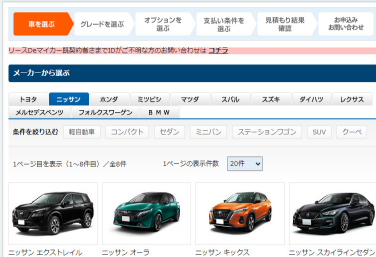 車を選ぶ
グレードを選ぶ
オプションを
選ぶ
支払い条件を
選ぶ
見積もり結果
確認
お申込み
お問い合わせ
リースDeマイカー既契約者さまでIDがご不明な方のお問い合わせは コチラ
メーカーから選ぶ
トヨタ ニッサン ホンダ ミツビシ マツダ スバル スズキ ダイハツ レクサス
メルセデスベンツ フォルクスワーゲン BMW
条件を絞り込む 軽自動車 コンパクト セダン ミニバン ステーションワゴン SUV クーペ
1ページ目を表示（1～8件目）／全8件 1ページの表示件数 20件
ニッサン エクストレイル ニッサン オーラ ニッサン キックス ニッサン スカイラインセダン